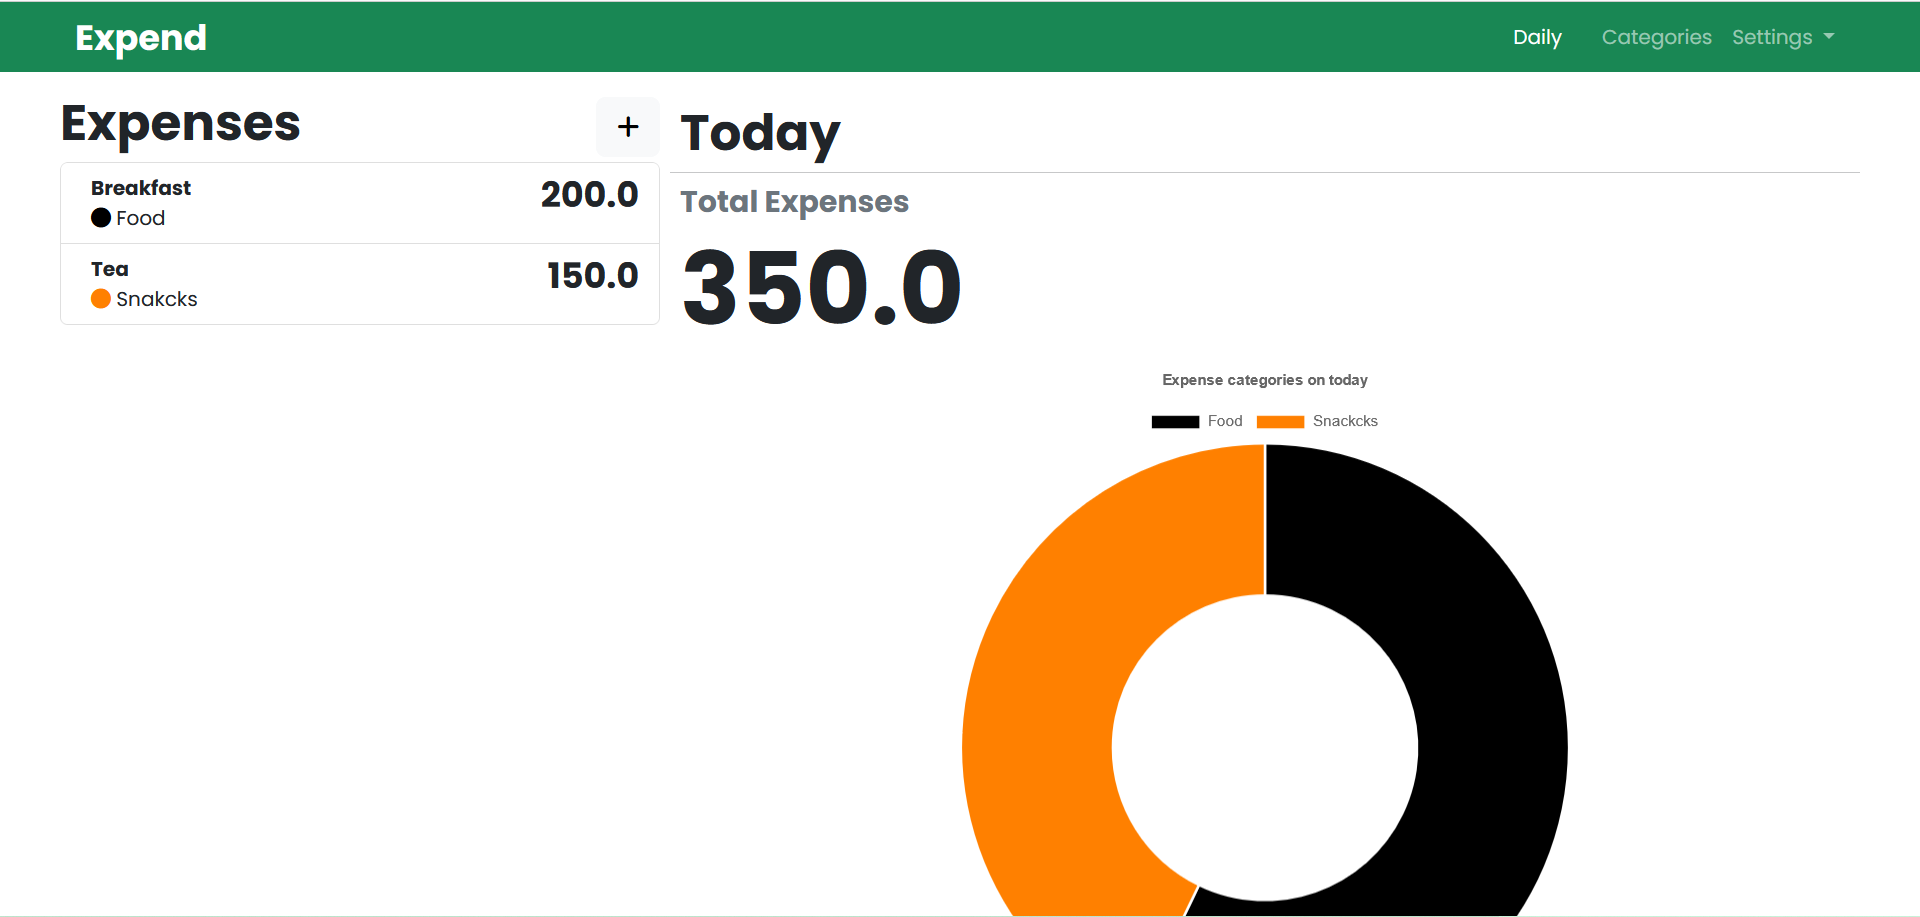 Expend
Daily Categories Settings
Expenses
+
Breakfast 200.0
Food
Tea 150.0
Snakcks
Today
Total Expenses
350.0
Expense categories on today
Food Snackcks